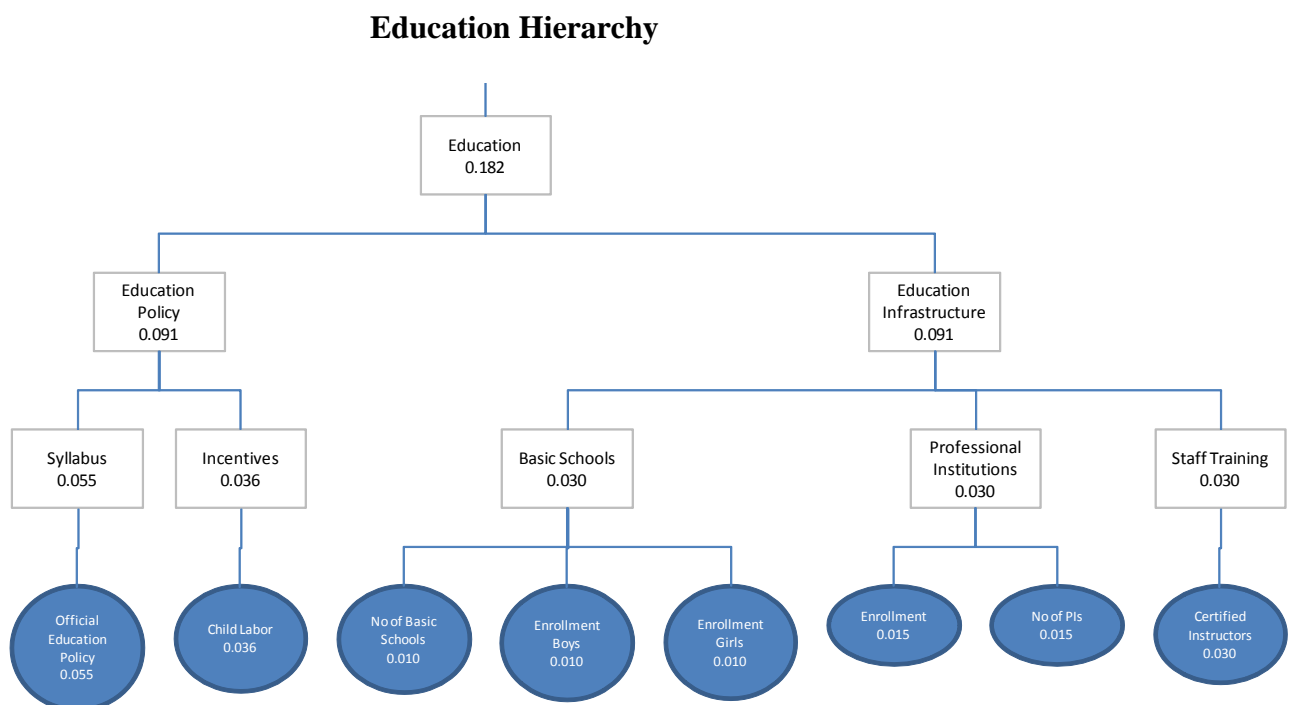 Education Hierarchy
Education
0.182
Education
Policy
0.091
Education
Infrastructure
0.091
Syllabus
0.055
Incentives
0.036
Basic Schools
0.030
Professional
Institutions
0.030
Staff Training
0.030
Official
Education
Policy
0.055
Child Labor
0.036
No of Basic
Schools
0.010
Enrollment
Boys
0.010
Enrollment
Girls
0.010
Enrollment
0.015
No of PIs
0.015
Certified
Instructors
0.030